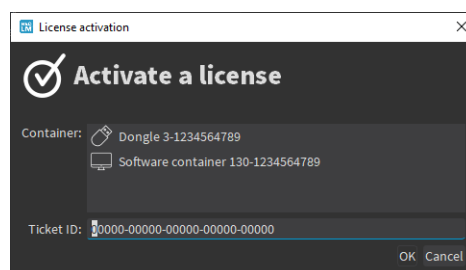 License activation
Activate a license
Container:
Dongle 3-1234564789
Software container 130-1234564789
Ticket ID: 00000-00000-00000-00000-00000
OK Cancel